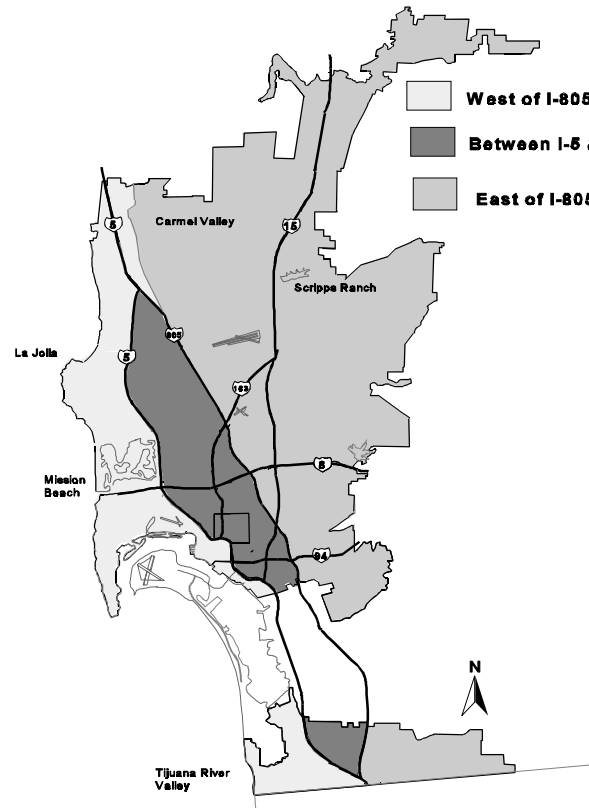 West of I-805
Between I-5 &
East of I-805
5
Carmel Valley
15
Scripps Ranch
805
La Jolla
5
163
8
Mission
Beach
94
N
Tijuana River
Valley